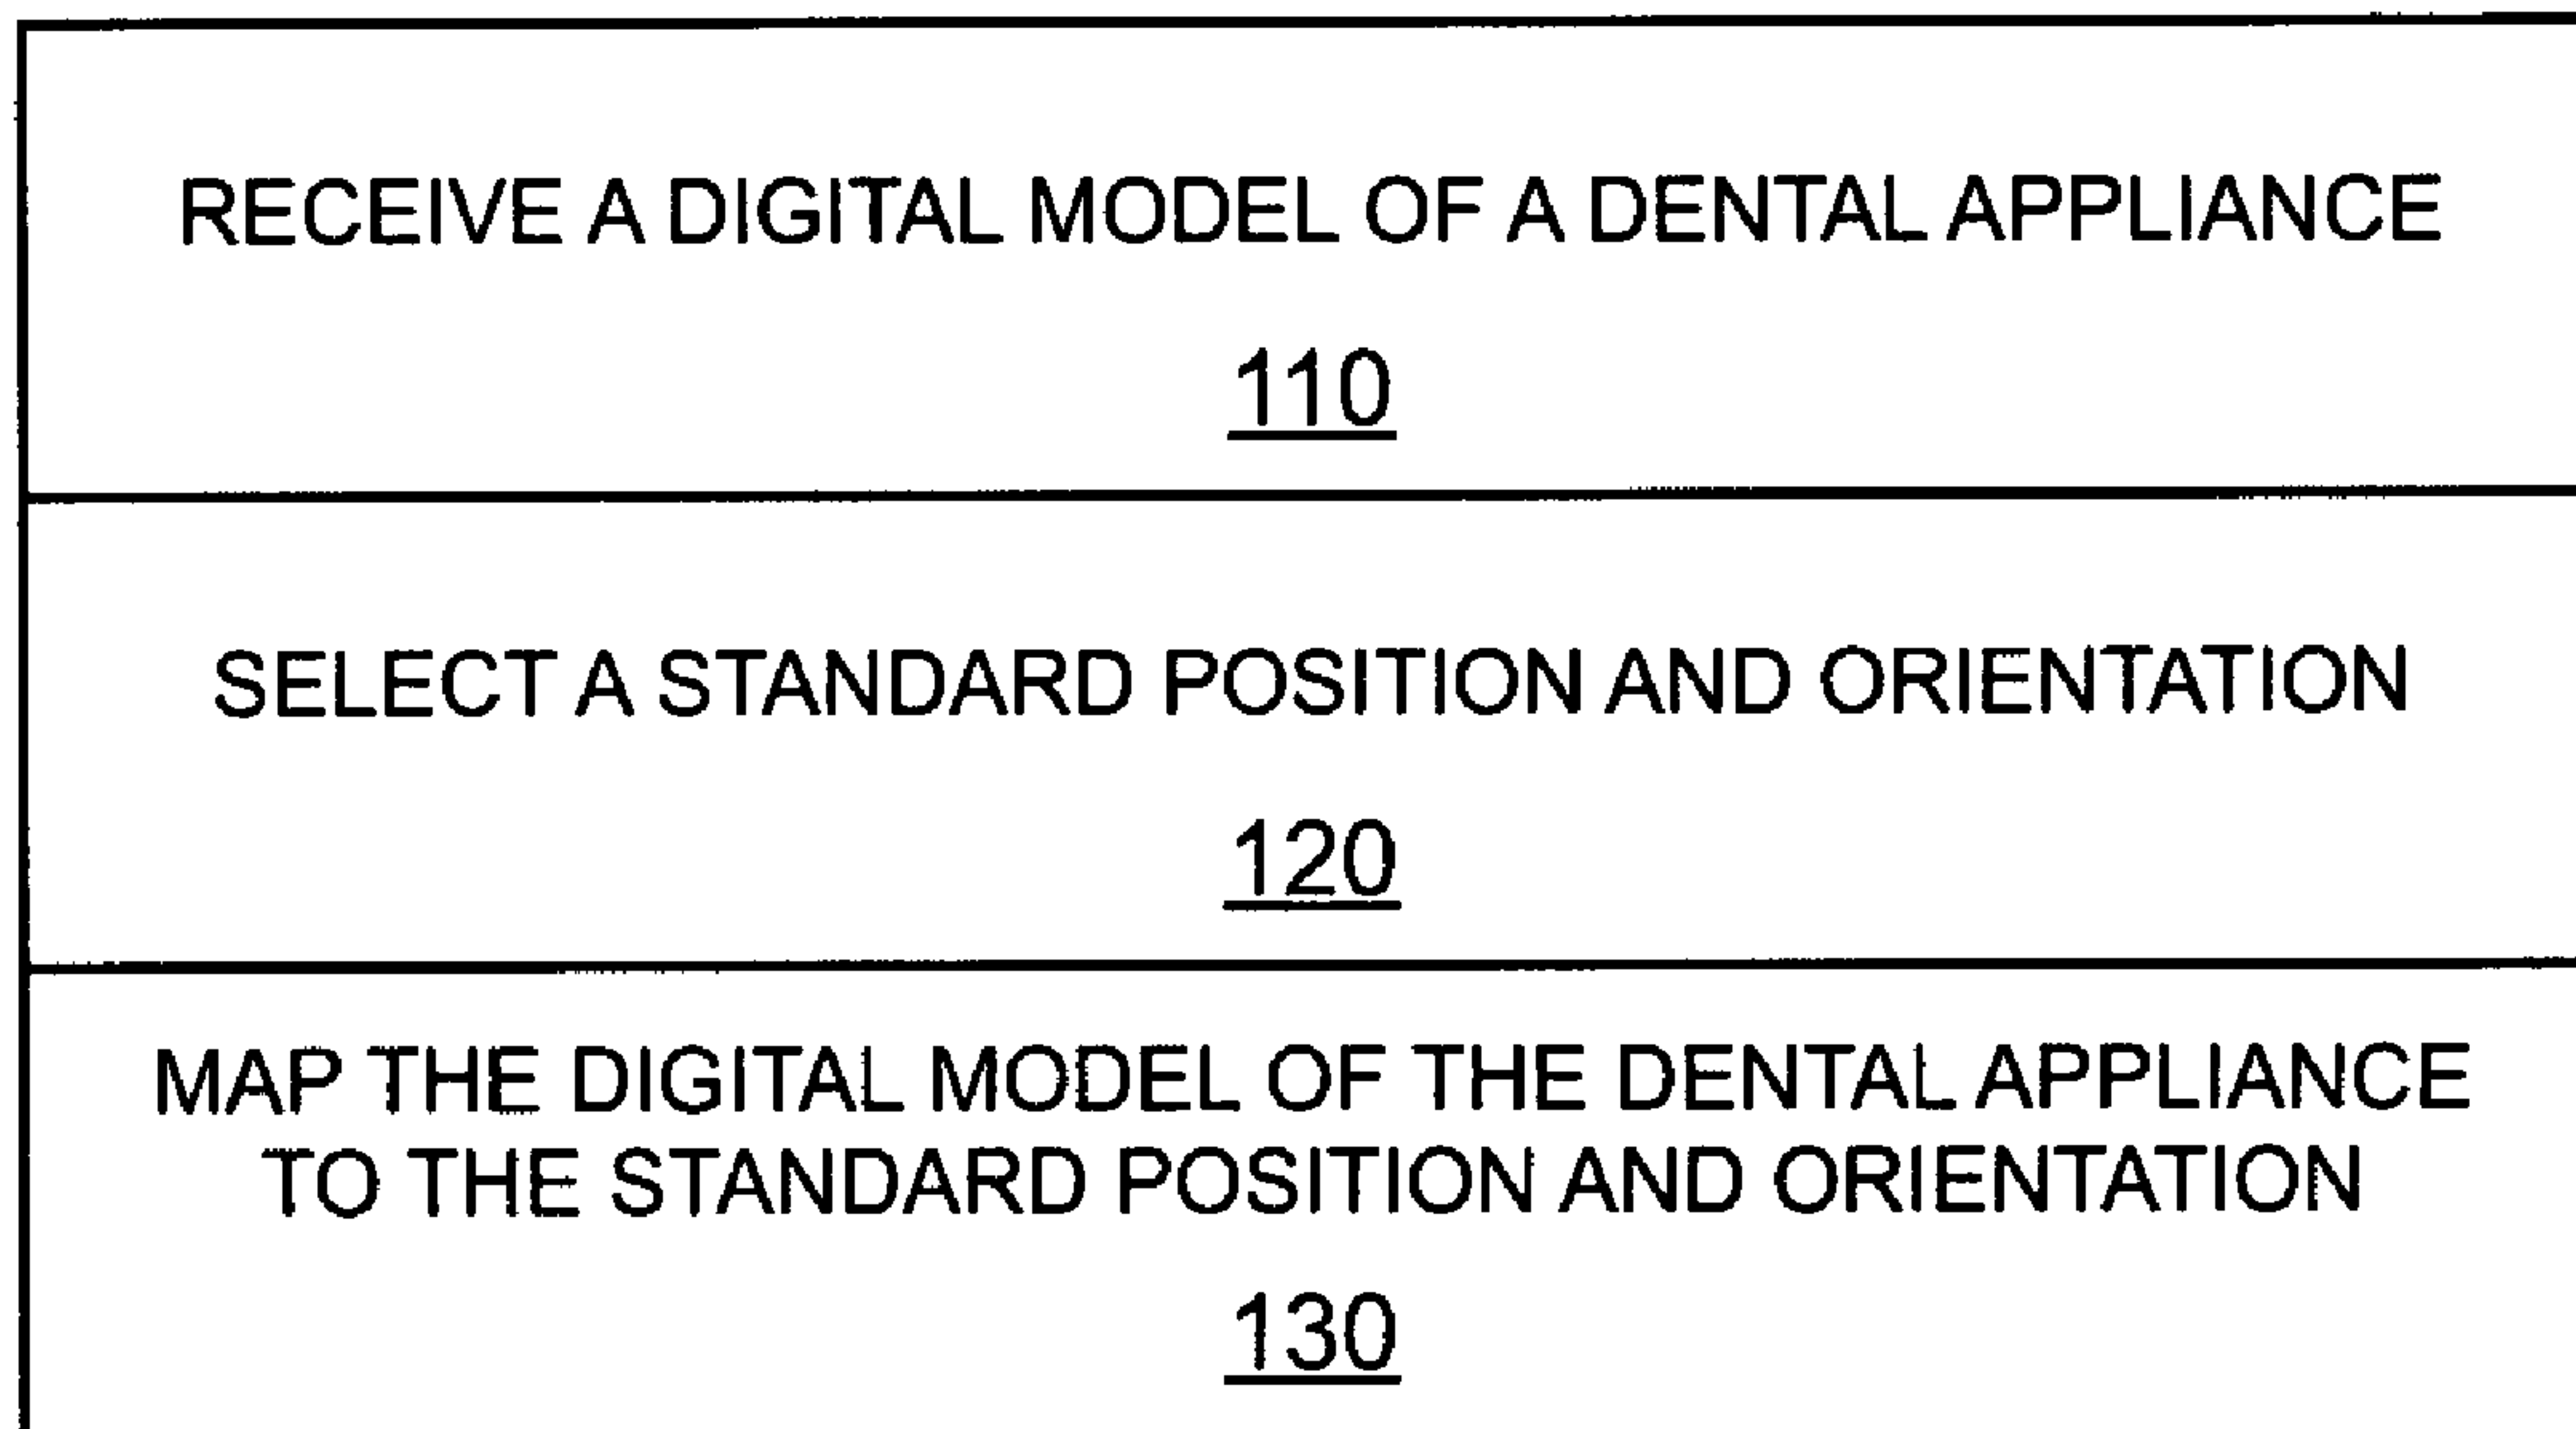 RECEIVE A DIGITAL MODEL OF A DENTAL APPLIANCE
110
SELECT A STANDARD POSITION AND ORIENTATION
120
MAP THE DIGITAL MODEL OF THE DENTAL APPLIANCE
TO THE STANDARD POSITION AND ORIENTATION
130